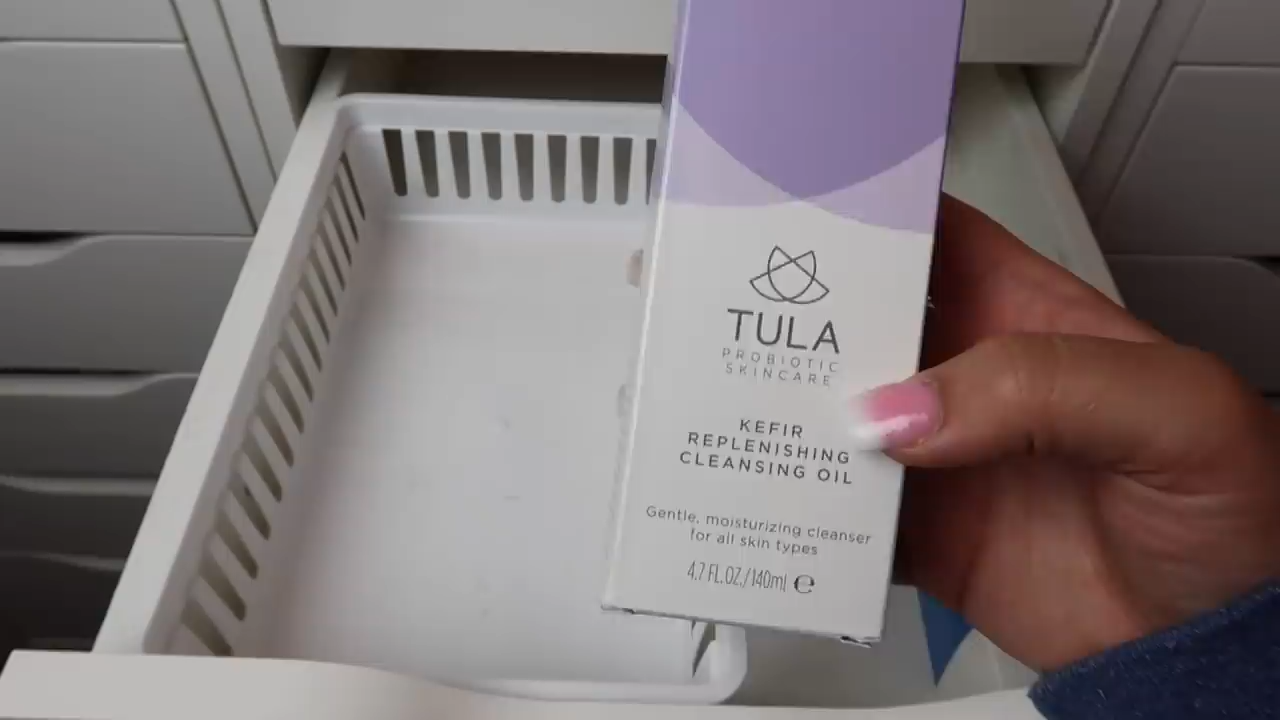 TULA
PROBIOTIC
SKINCARE
KEFIR
REPLENISHING
CLEANSING OIL
Gentle, moisturizing cleanser
for all skin types
4.7 FL.OZ./140ml ℮